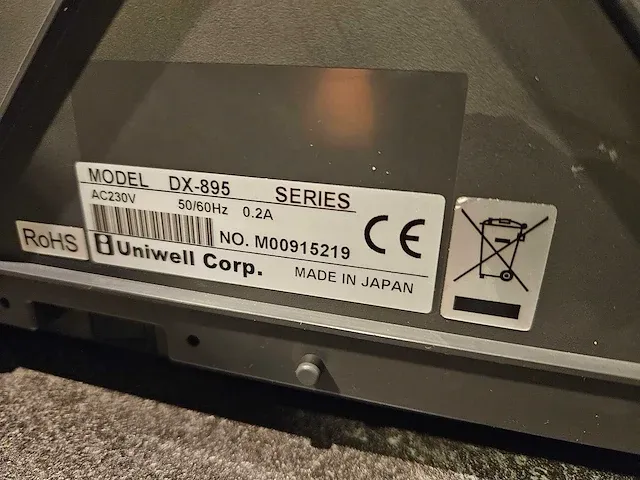 MODEL DX-895 SERIES
AC230V 50/60Hz 0.2A
NO. M00915219
CE
RoHS
Uniwell Corp.
MADE IN JAPAN